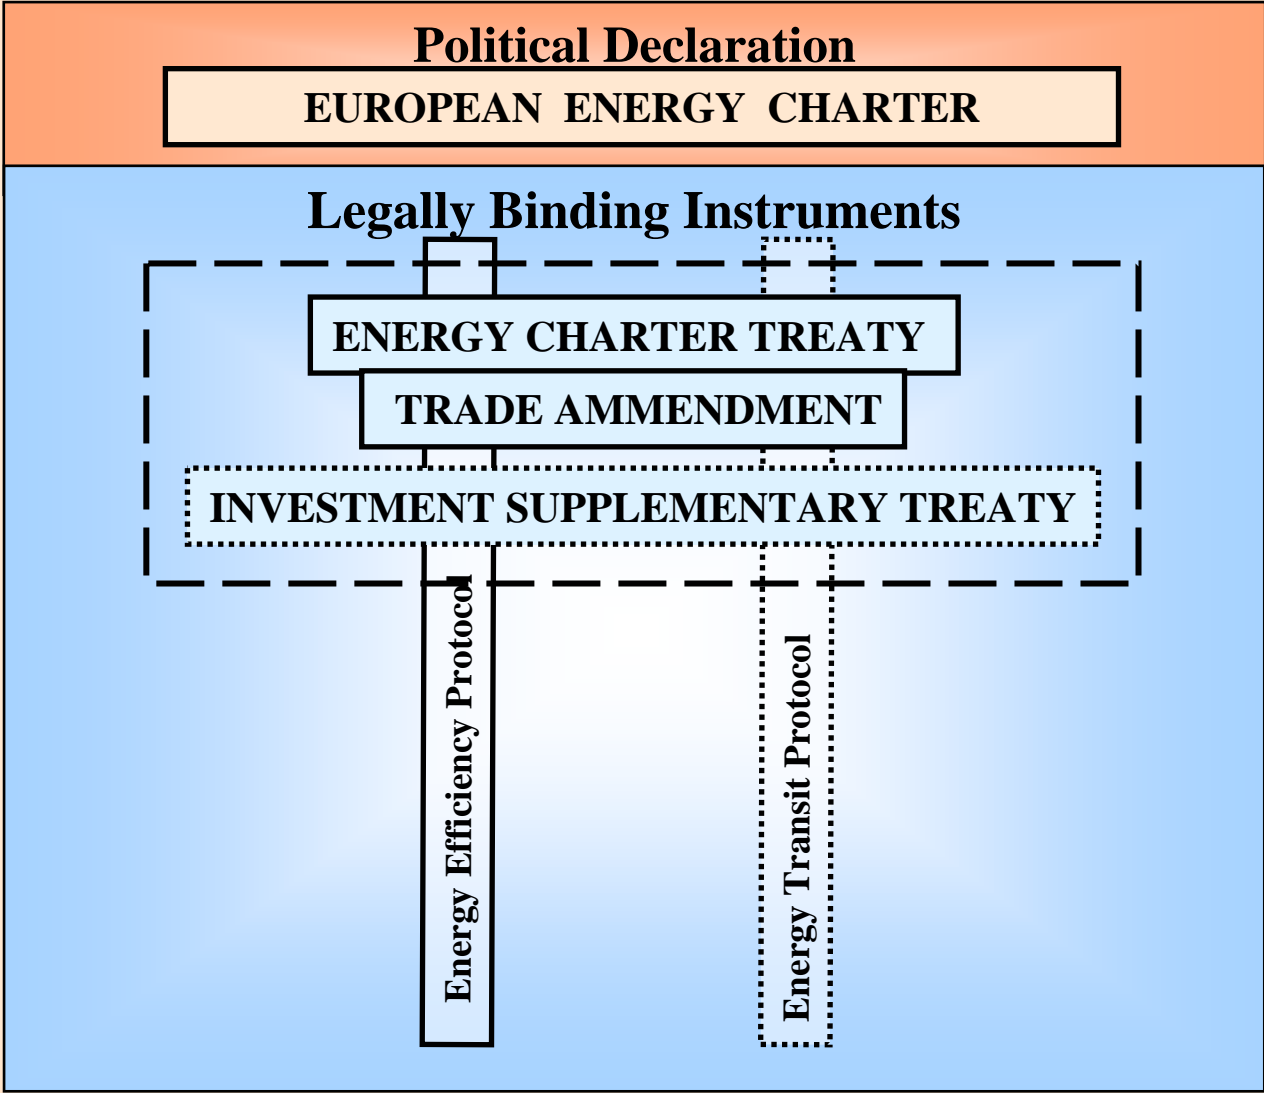 Political Declaration
EUROPEAN ENERGY CHARTER
Legally Binding Instruments
ENERGY CHARTER TREATY
TRADE AMMENDMENT
INVESTMENT SUPPLEMENTARY TREATY
Energy Efficiency Protocol
Energy Transit Protocol